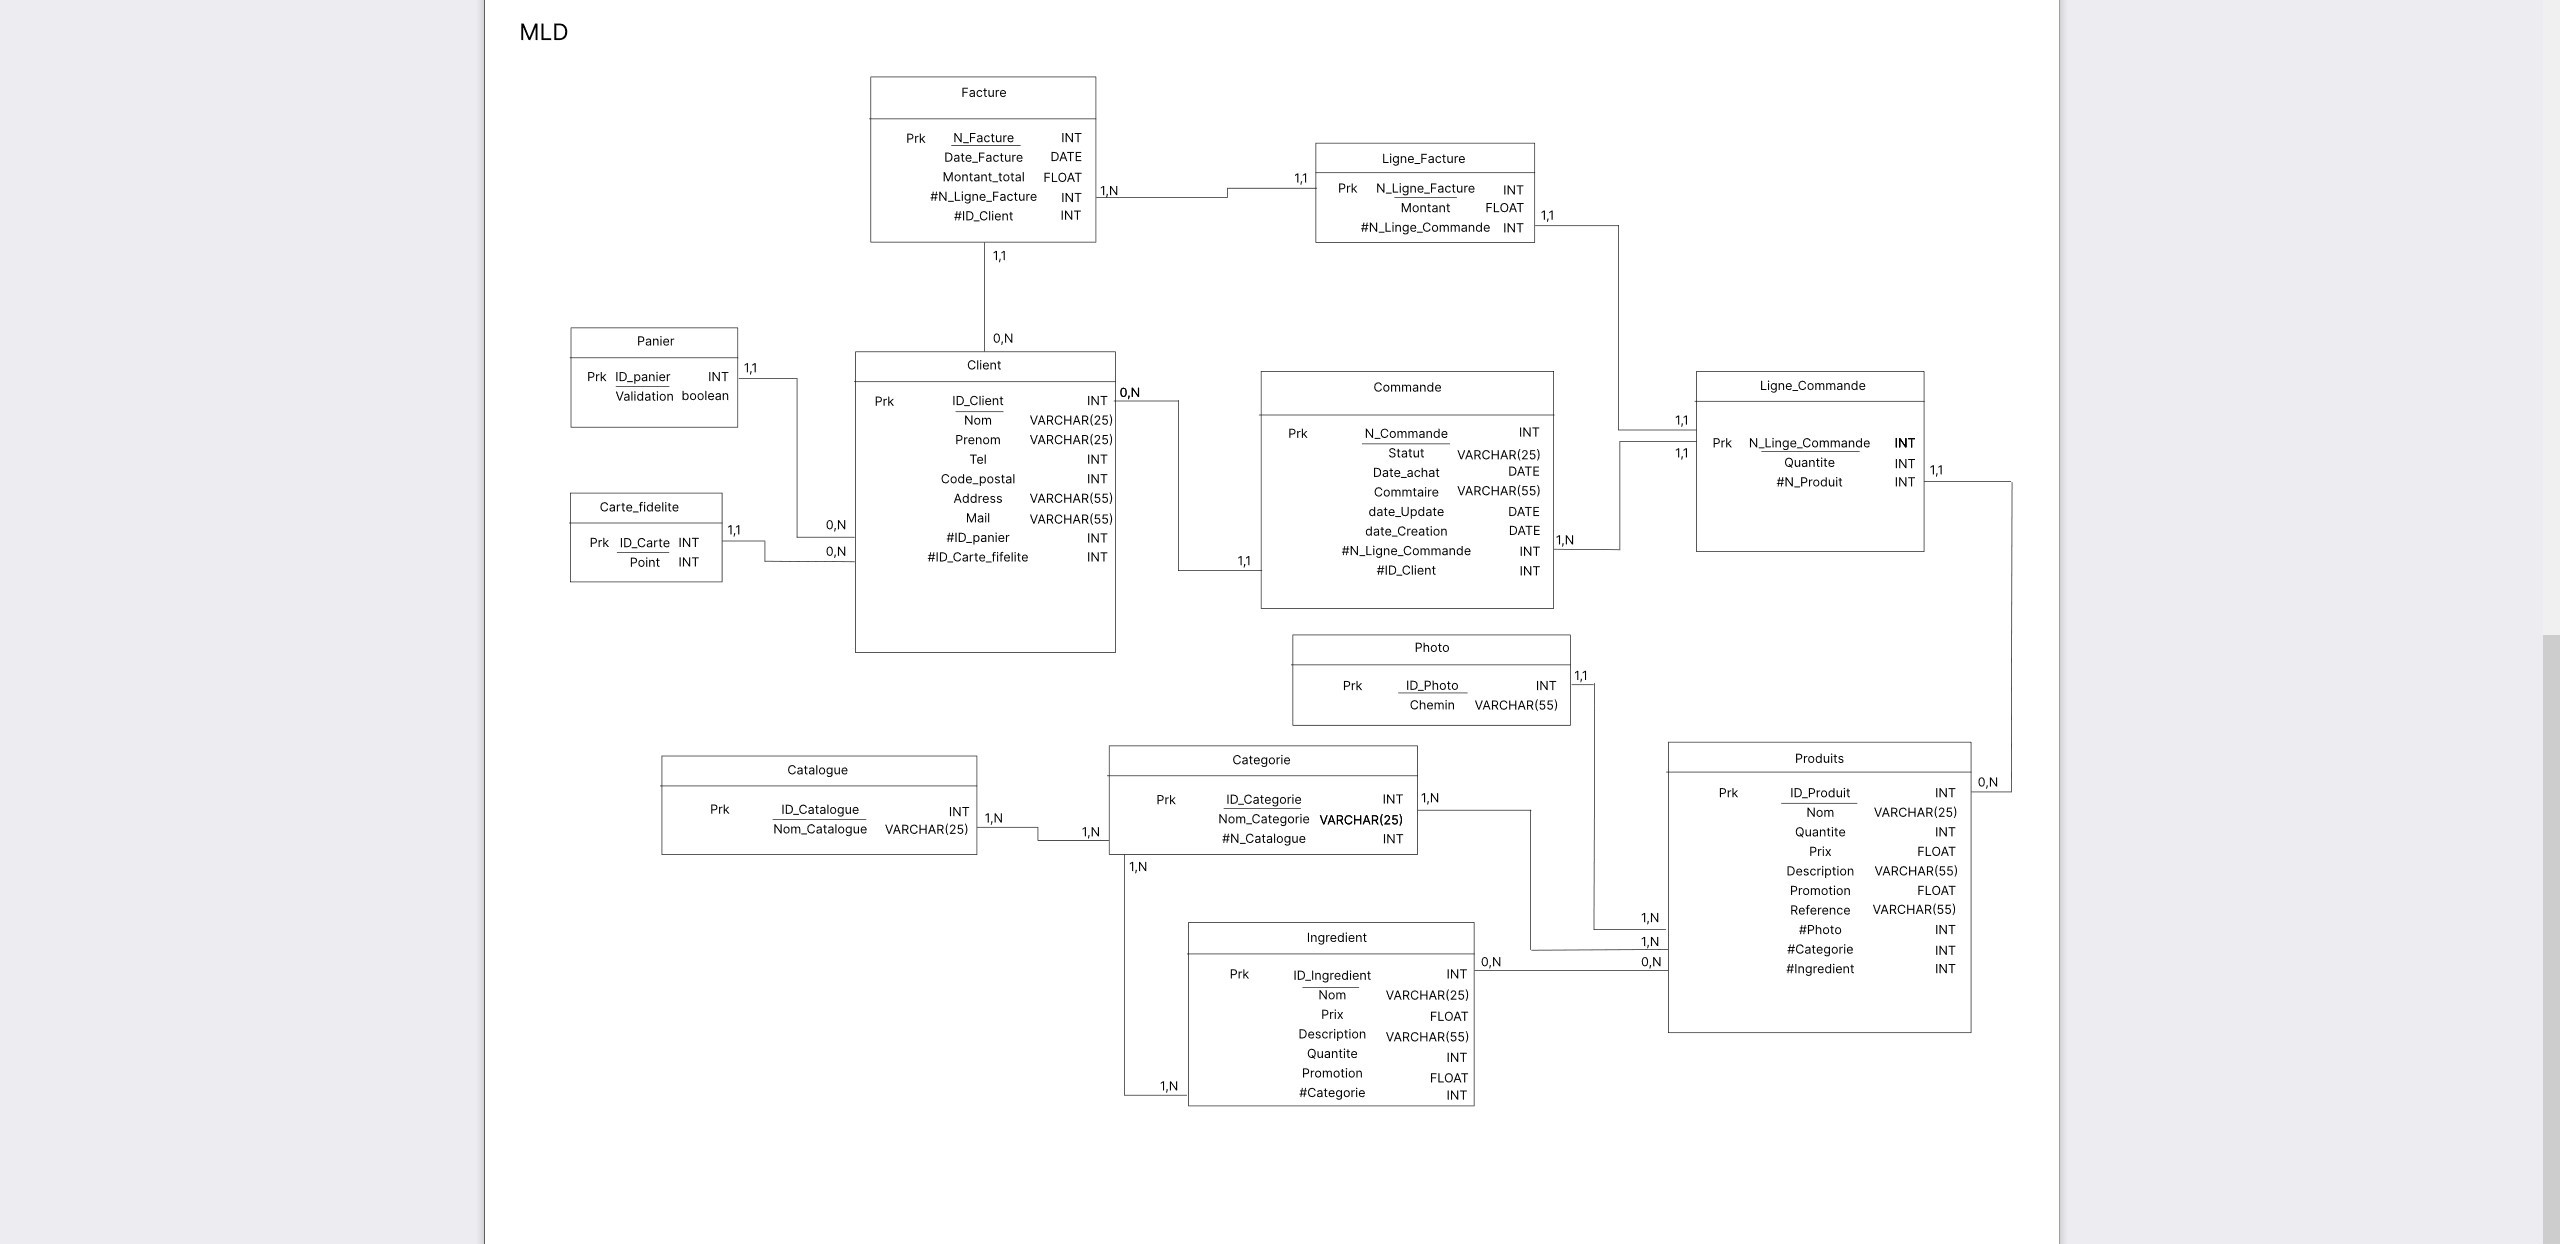 MLD
Facture
Prk N_Facture INT
Date_Facture DATE
Montant_total FLOAT
#N_Ligne_Facture INT
#ID_Client INT
1,N
1,1
Ligne_Facture
Prk N_Ligne_Facture INT
Montant FLOAT
#N_Linge_Commande INT
1,1
1,1
0,N
Panier
Prk ID_panier INT
Validation boolean
1,1
Carte_fidelite
Prk ID_Carte INT
Point INT
1,1
0,N
0,N
Client
Prk ID_Client INT
Nom VARCHAR(25)
Prenom VARCHAR(25)
Tel INT
Code_postal INT
Address VARCHAR(55)
Mail VARCHAR(55)
#ID_panier INT
#ID_Carte_fifelite INT
0,N
1,1
Commande
Prk N_Commande INT
Statut VARCHAR(25)
Date_achat DATE
Commtaire VARCHAR(55)
date_Update DATE
date_Creation DATE
#N_Ligne_Commande INT
#ID_Client INT
1,N
1,1
1,1
Ligne_Commande
Prk N_Linge_Commande INT
Quantite INT
#N_Produit INT
1,1
Photo
Prk ID_Photo INT
Chemin VARCHAR(55)
1,1
Catalogue
Prk ID_Catalogue INT
Nom_Catalogue VARCHAR(25)
1,N
1,N
Categorie
Prk ID_Categorie INT
Nom_Categorie VARCHAR(25)
#N_Catalogue INT
1,N
1,N
Produits
Prk ID_Produit INT
Nom VARCHAR(25)
Quantite INT
Prix FLOAT
Description VARCHAR(55)
Promotion FLOAT
Reference VARCHAR(55)
#Photo INT
#Categorie INT
#Ingredient INT
0,N
1,N
1,N
0,N
Ingredient
Prk ID_Ingredient INT
Nom VARCHAR(25)
Prix FLOAT
Description VARCHAR(55)
Quantite INT
Promotion FLOAT
#Categorie INT
0,N
1,N